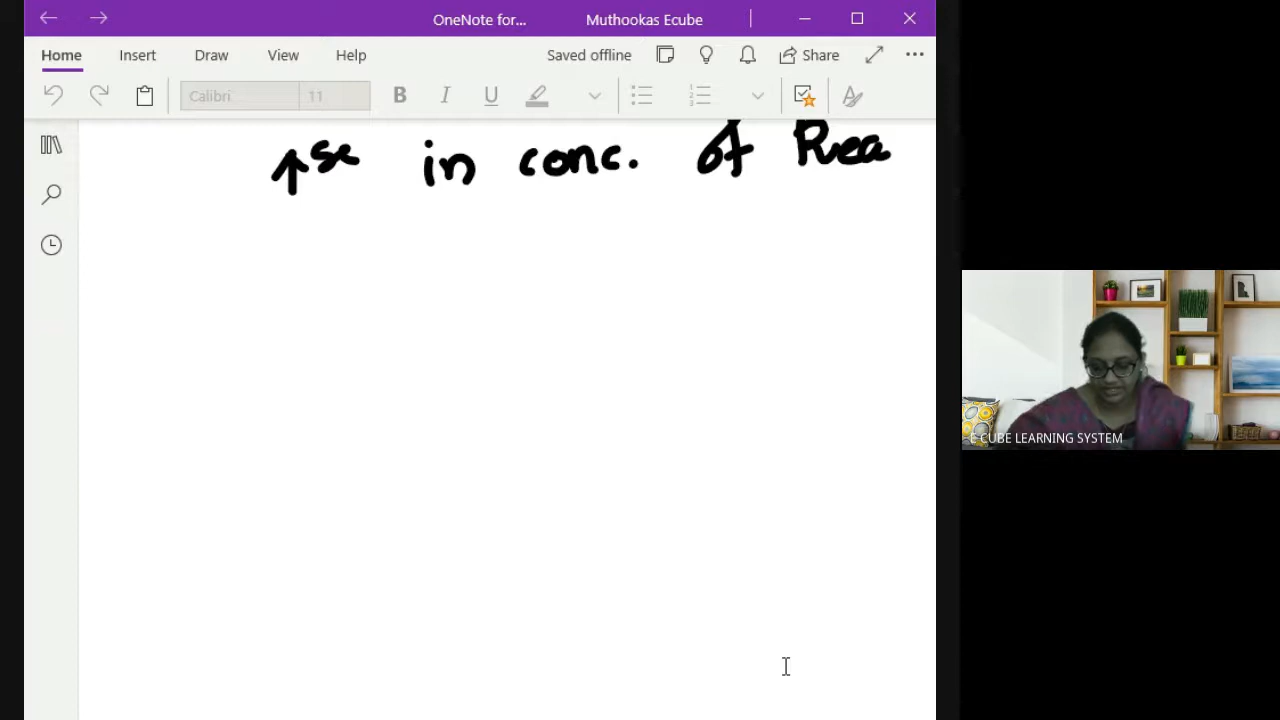 OneNote for... Muthookas Ecube
Home Insert Draw View Help Saved offline Share
Calibri 11 B I U
↑se in conc. of Rea
E CUBE LEARNING SYSTEM